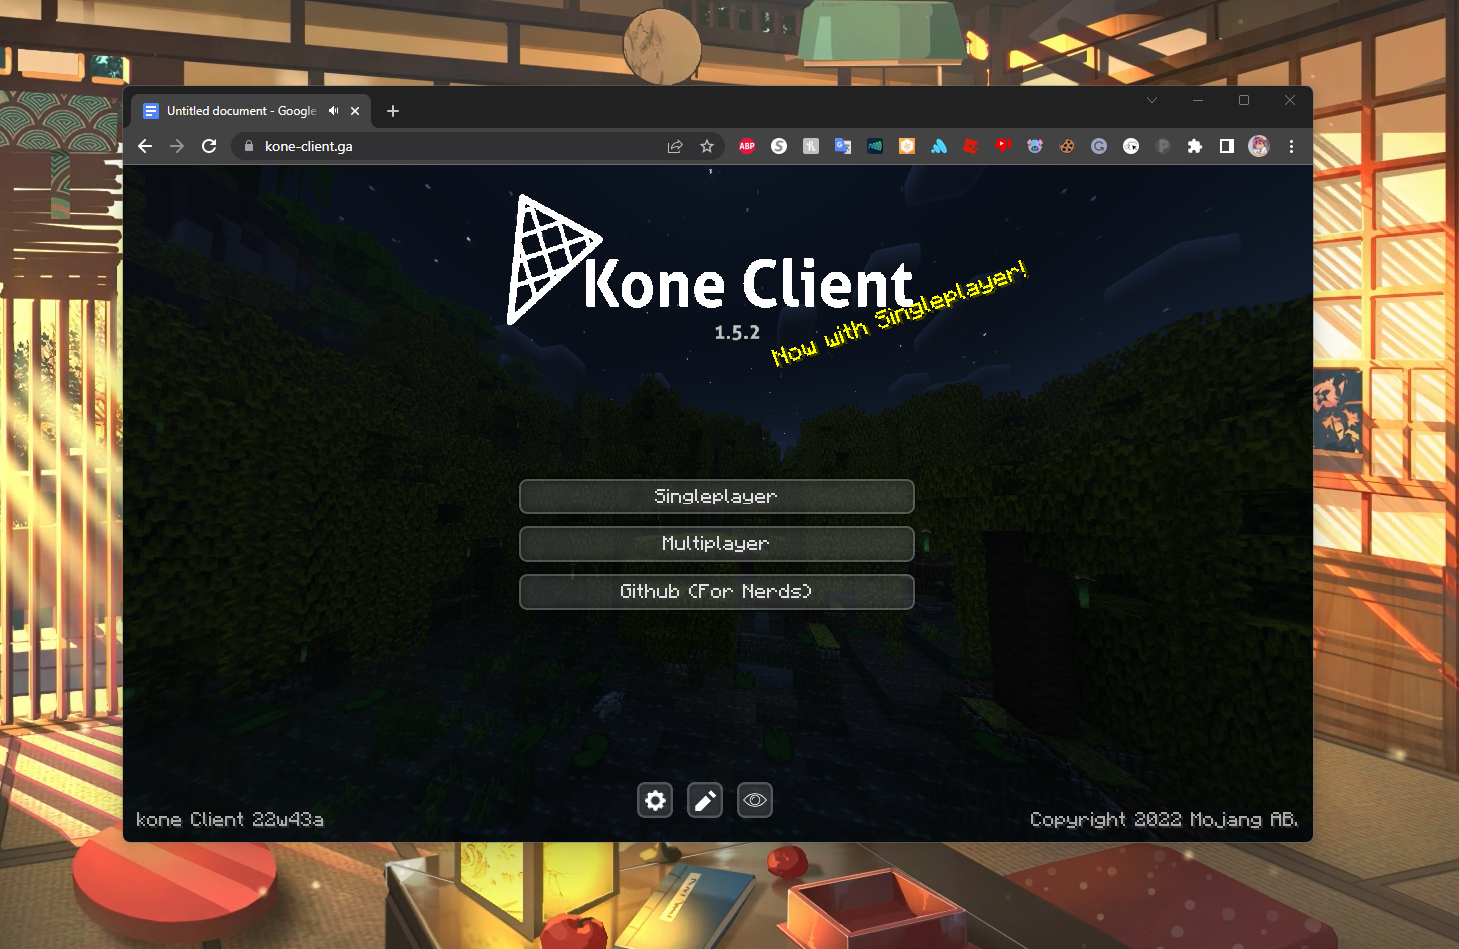 Untitled document - Google
kone-client.ga
ABP
Kone Client
1.5.2
Now with Singleplayer!
Singleplayer
Multiplayer
Github (For Nerds)
kone Client 22w43a
Copyright 2022 Mojang AB.